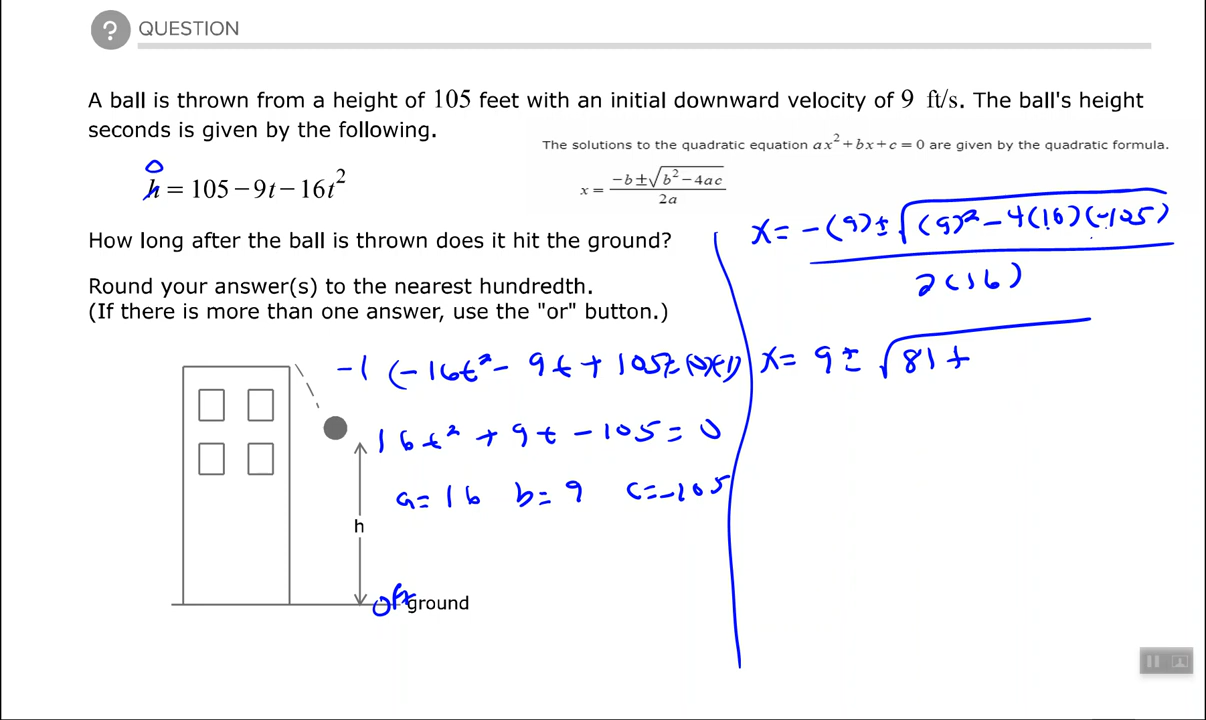 ? QUESTION
A ball is thrown from a height of 105 feet with an initial downward velocity of 9 ft/s. The ball's height
seconds is given by the following.
The solutions to the quadratic equation ax²+bx+c=0 are given by the quadratic formula.
0
h=105−9t−16t²
x = (−b±√(b²−4ac))/(2a)
How long after the ball is thrown does it hit the ground?
Round your answer(s) to the nearest hundredth.
(If there is more than one answer, use the "or" button.)
-1 (-16t² - 9t + 105 = (0)(-1)
16t² + 9t - 105 = 0
a = 16 b = 9 c = -105
h
0ft ground
x = -(9) ± √((9)² - 4(16)(-105))
2(16)
x = 9 ± √81 +